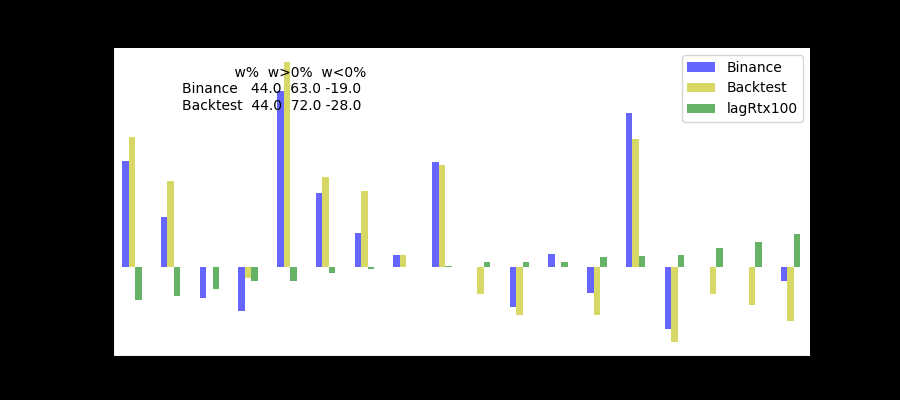 w% w>0% w<0%
Binance 44.0 63.0 -19.0
Backtest 44.0 72.0 -28.0
Binance
Backtest
lagRtx100